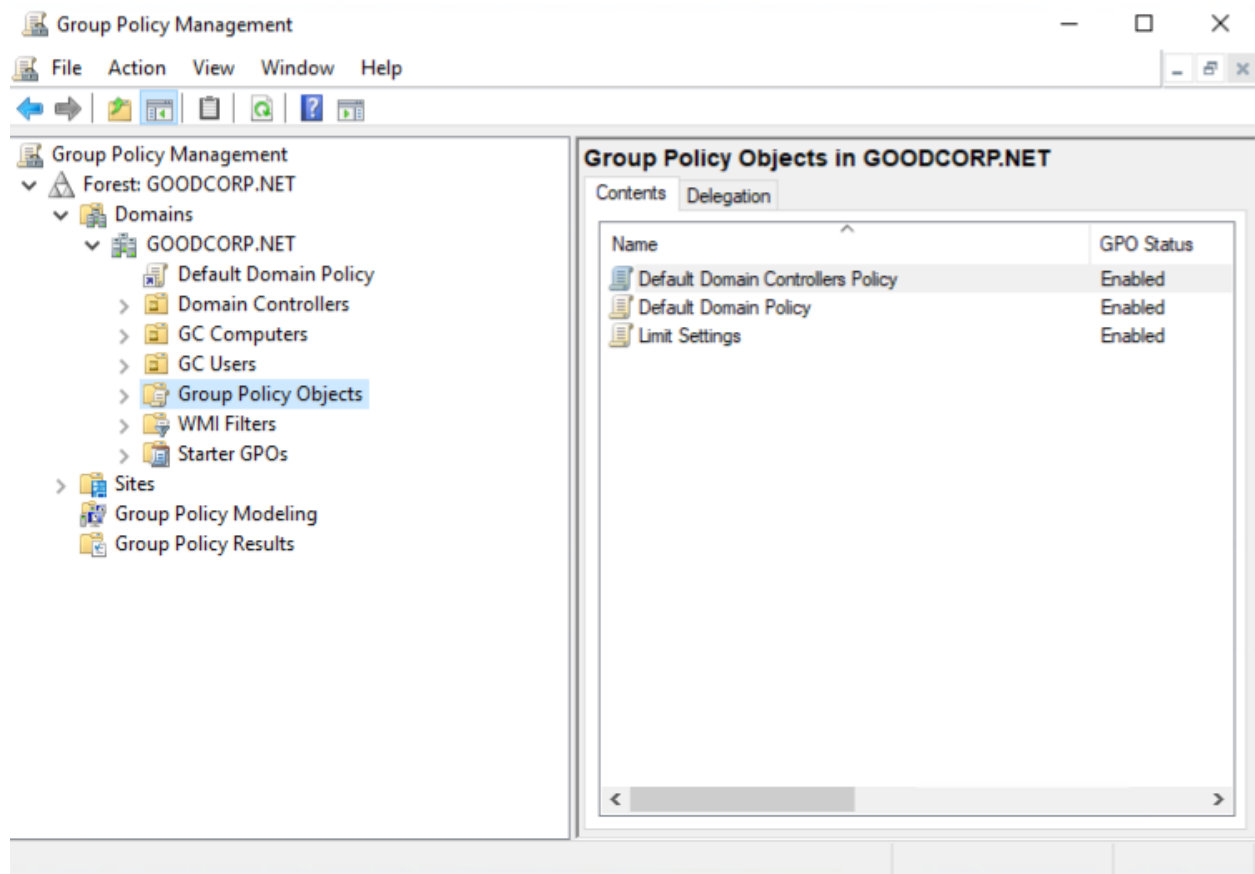 Group Policy Management
File Action View Window Help
Group Policy Management
Forest: GOODCORP.NET
Domains
GOODCORP.NET
Default Domain Policy
Domain Controllers
GC Computers
GC Users
Group Policy Objects
WMI Filters
Starter GPOs
Sites
Group Policy Modeling
Group Policy Results
Group Policy Objects in GOODCORP.NET
Contents Delegation
Name GPO Status
Default Domain Controllers Policy Enabled
Default Domain Policy Enabled
Limit Settings Enabled